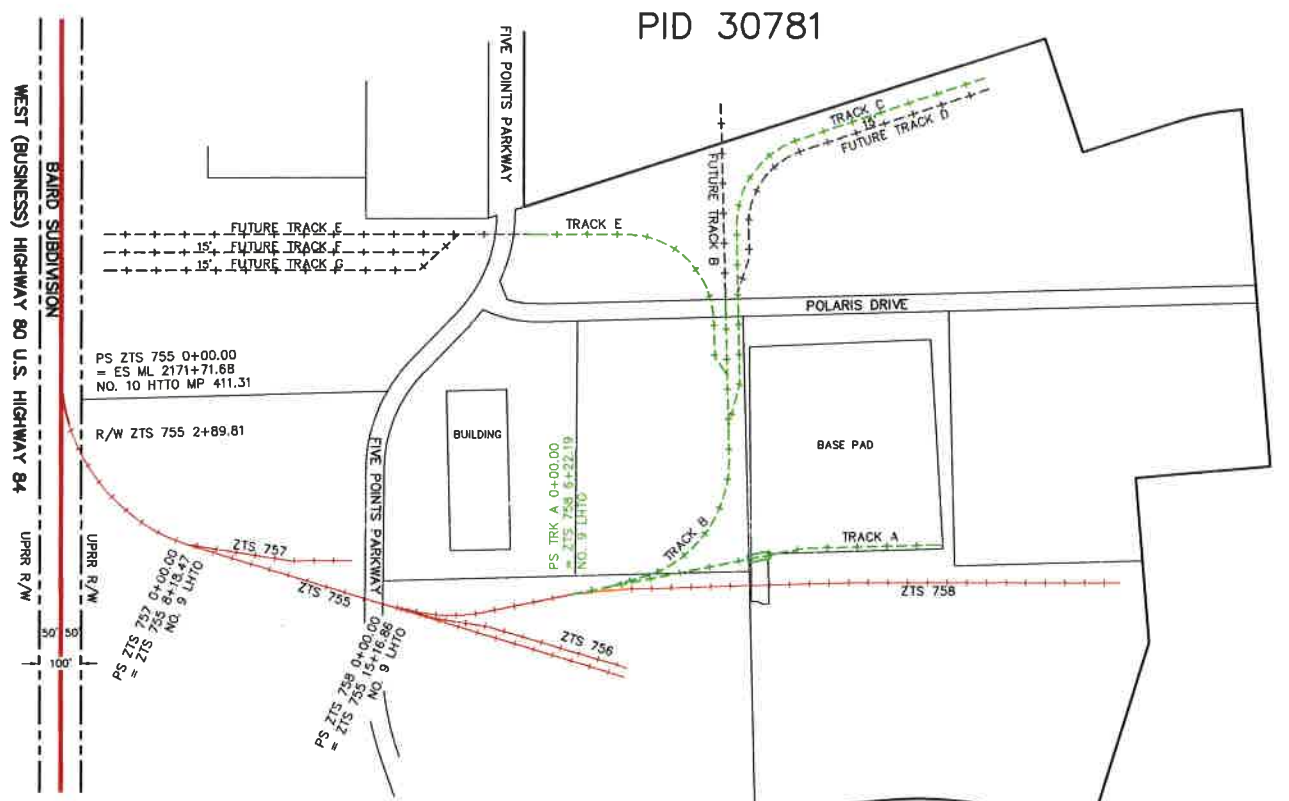 PID 30781
FIVE POINTS PARKWAY
WEST (BUSINESS) HIGHWAY 80 U.S. HIGHWAY 84
BAIRD SUBDIVISION
TRACK C
15'
FUTURE TRACK D
FUTURE TRACK B
FUTURE TRACK E
15' FUTURE TRACK F
15' FUTURE TRACK G
TRACK E
POLARIS DRIVE
PS ZTS 755 0+00.00
= ES ML 2171+71.68
NO. 10 HTTO MP 411.31
R/W ZTS 755 2+89.81
BUILDING
BASE PAD
FIVE POINTS PARKWAY
PS TRK A 0+00.00
= ZTS 758 6+22.19
NO. 9 LHTO
TRACK B
TRACK A
UPRR R/W
UPRR R/W
ZTS 757
ZTS 755
ZTS 758
ZTS 756
PS ZTS 757 0+00.00
= ZTS 755 8+18.47
NO. 9 LHTO
PS ZTS 758 0+00.00
= ZTS 755 15+16.86
NO. 9 LHTO
50' 50'
100'